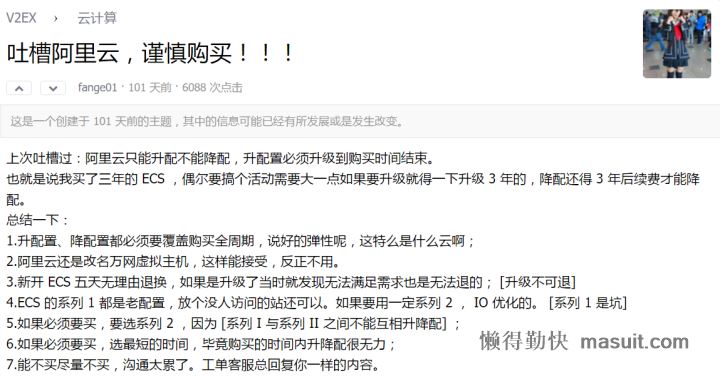 V2EX › 云计算
吐槽阿里云，谨慎购买！！！
fange01 · 101 天前 · 6088 次点击
这是一个创建于 101 天前的主题，其中的信息可能已经有所发展或是发生改变。
上次吐槽过：阿里云只能升配不能降配，升配置必须升级到购买时间结束。
也就是说我买了三年的 ECS ，偶尔要搞个活动需要大一点如果要升级就得一下升级 3 年的，降配还得 3 年后续费才能降
配。
总结一下：
1.升配置、降配置都必须要覆盖购买全周期，说好的弹性呢，这特么是什么云啊；
2.阿里云还是改名万网虚拟主机，这样能接受，反正不用。
3.新开 ECS 五天无理由退换，如果是升级了当时就发现无法满足需求也是无法退的； [升级不可退]
4.ECS 的系列 1 都是老配置，放个没人访问的站还可以。如果要用一定系列 2 ， IO 优化的。 [系列 1 是坑]
5.如果必须要买，要选系列 2 ，因为 [系列 I 与系列 II 之间不能互相升降配] ；
6.如果必须要买，选最短的时间，毕竟购买的时间内升降配很无力；
7.能不买尽量不买，沟通太累了。工单客服总回复你一样的内容。
懒得勤快 masuit.com